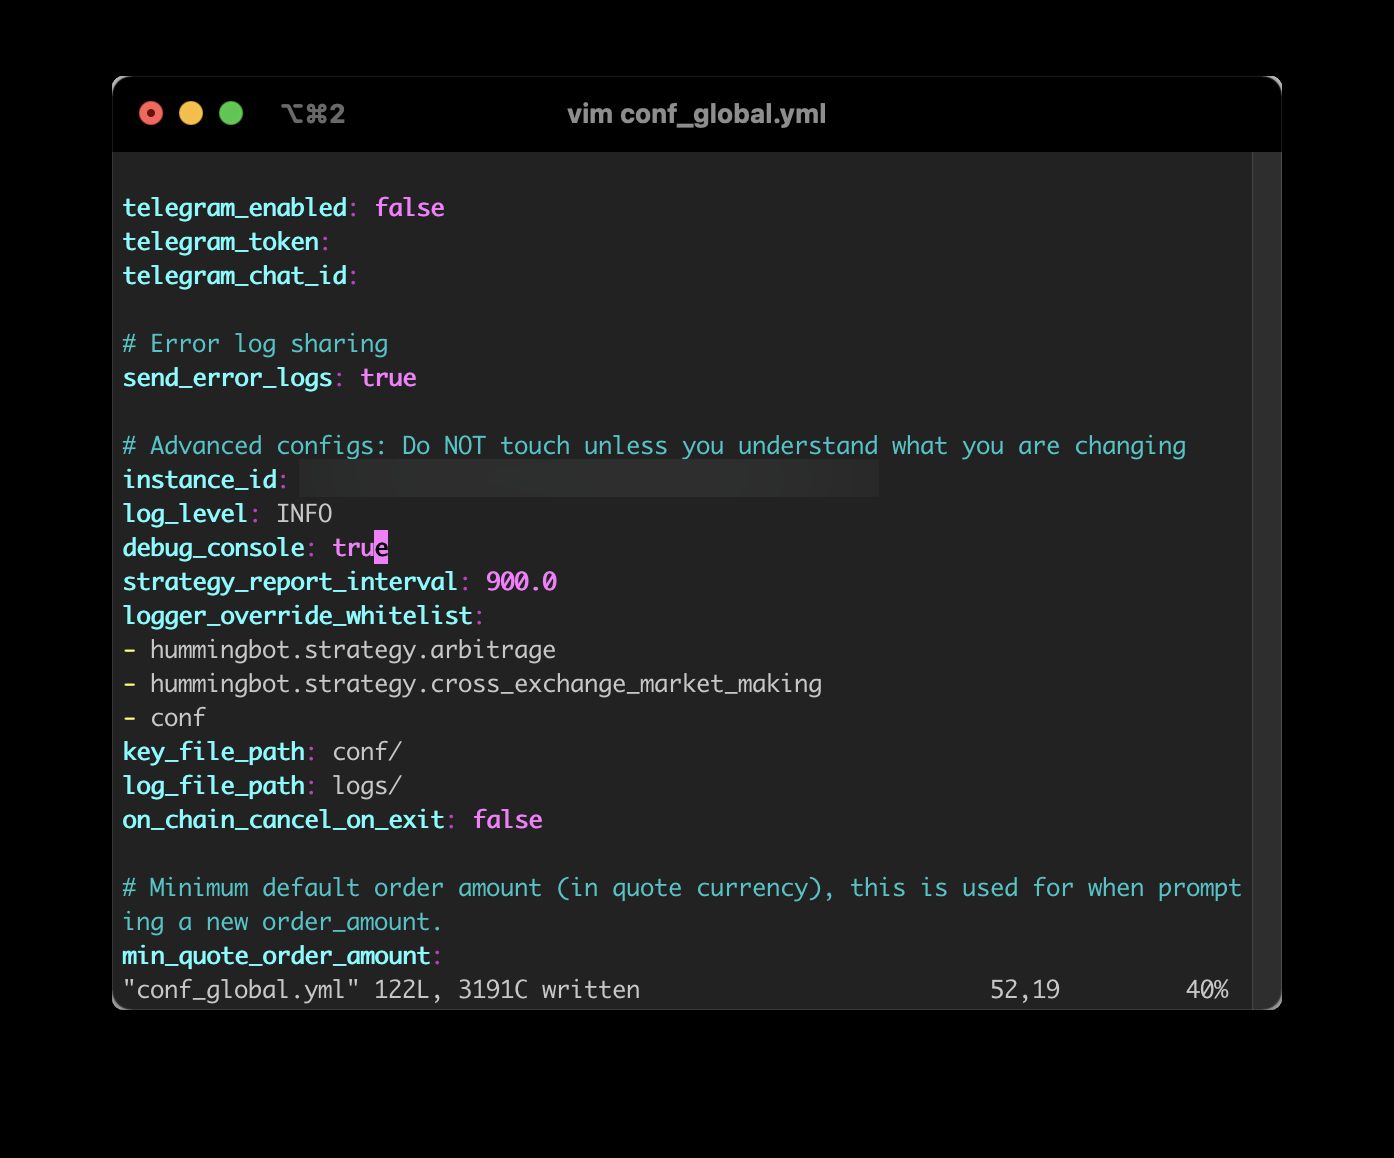 ⌥⌘2 vim conf_global.yml
telegram_enabled: false
telegram_token:
telegram_chat_id:
# Error log sharing
send_error_logs: true
# Advanced configs: Do NOT touch unless you understand what you are changing
instance_id:
log_level: INFO
debug_console: true
strategy_report_interval: 900.0
logger_override_whitelist:
- hummingbot.strategy.arbitrage
- hummingbot.strategy.cross_exchange_market_making
- conf
key_file_path: conf/
log_file_path: logs/
on_chain_cancel_on_exit: false
# Minimum default order amount (in quote currency), this is used for when prompt
ing a new order_amount.
min_quote_order_amount:
"conf_global.yml" 122L, 3191C written 52,19 40%